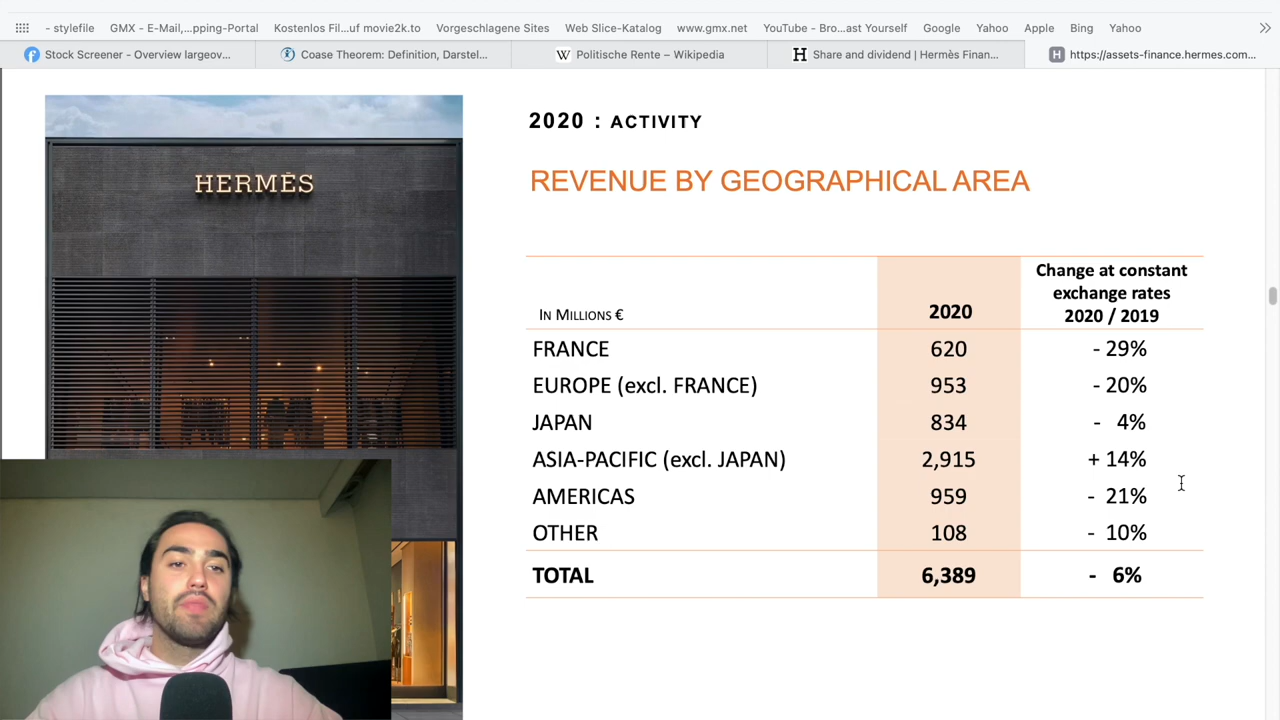 - stylefile GMX - E-Mail,...pping-Portal Kostenlos Fil...uf movie2k.to Vorgeschlagene Sites Web Slice-Katalog www.gmx.net YouTube - Bro...ast Yourself Google Yahoo Apple Bing Yahoo
Stock Screener - Overview largeov... Coase Theorem: Definition, Darstel... W Politische Rente – Wikipedia H Share and dividend | Hermès Finan... H https://assets-finance.hermes.com...
HERMÈS
2020 : ACTIVITY
REVENUE BY GEOGRAPHICAL AREA
IN MILLIONS € 2020 Change at constant
exchange rates
2020 / 2019
FRANCE 620 - 29%
EUROPE (excl. FRANCE) 953 - 20%
JAPAN 834 - 4%
ASIA-PACIFIC (excl. JAPAN) 2,915 + 14%
AMERICAS 959 - 21%
OTHER 108 - 10%
TOTAL 6,389 - 6%